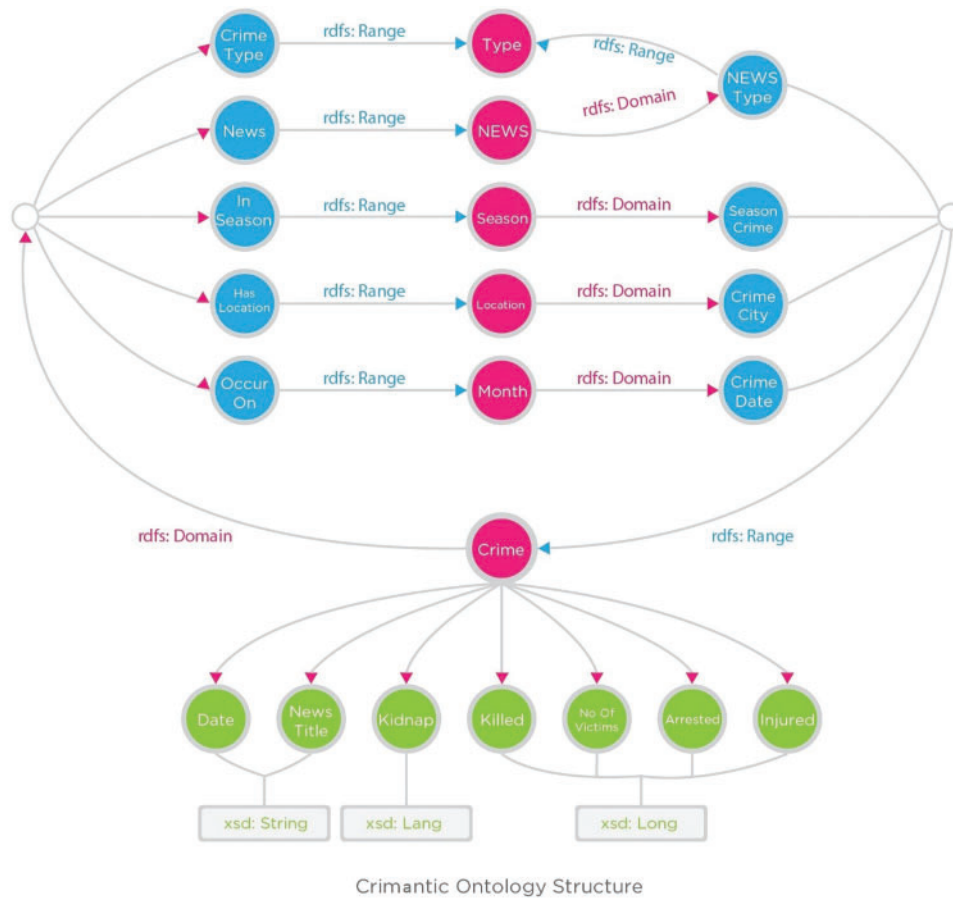 Crime
Type
rdfs: Range
Type
rdfs: Range
NEWS
Type
News
rdfs: Range
NEWS
rdfs: Domain
In
Season
rdfs: Range
Season
rdfs: Domain
Season
Crime
Has
Location
rdfs: Range
Location
rdfs: Domain
Crime
City
Occur
On
rdfs: Range
Month
rdfs: Domain
Crime
Date
rdfs: Domain
Crime
rdfs: Range
Date
News
Title
Kidnap
Killed
No Of
Victims
Arrested
Injured
xsd: String
xsd: Lang
xsd: Long
Crimantic Ontology Structure